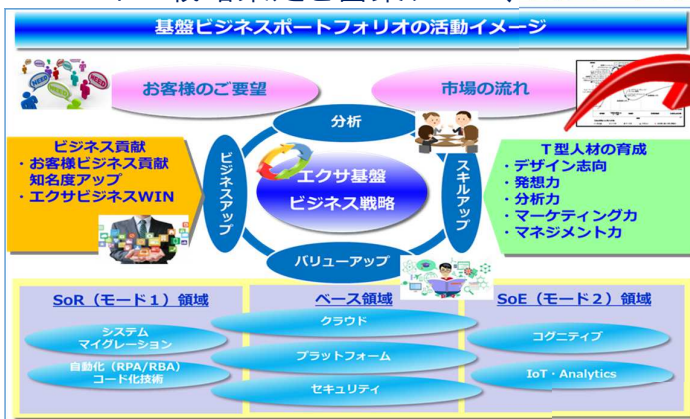 基盤ビジネスポートフォリオの活動イメージ
お客様のご要望
市場の流れ
NEED
NEED
NEED
分析
ビジネス貢献
・お客様ビジネス貢献
知名度アップ
・エクサビジネスWIN
ビジネスアップ
エクサ基盤
ビジネス戦略
スキルアップ
T型人材の育成
・デザイン志向
・発想力
・分析力
・マーケティング力
・マネジメント力
バリューアップ
SoR（モード１）領域
ベース領域
SoE（モード２）領域
システム
マイグレーション
自動化（RPA/RBA）
コード化技術
クラウド
プラットフォーム
セキュリティ
コグニティブ
IoT・Analytics